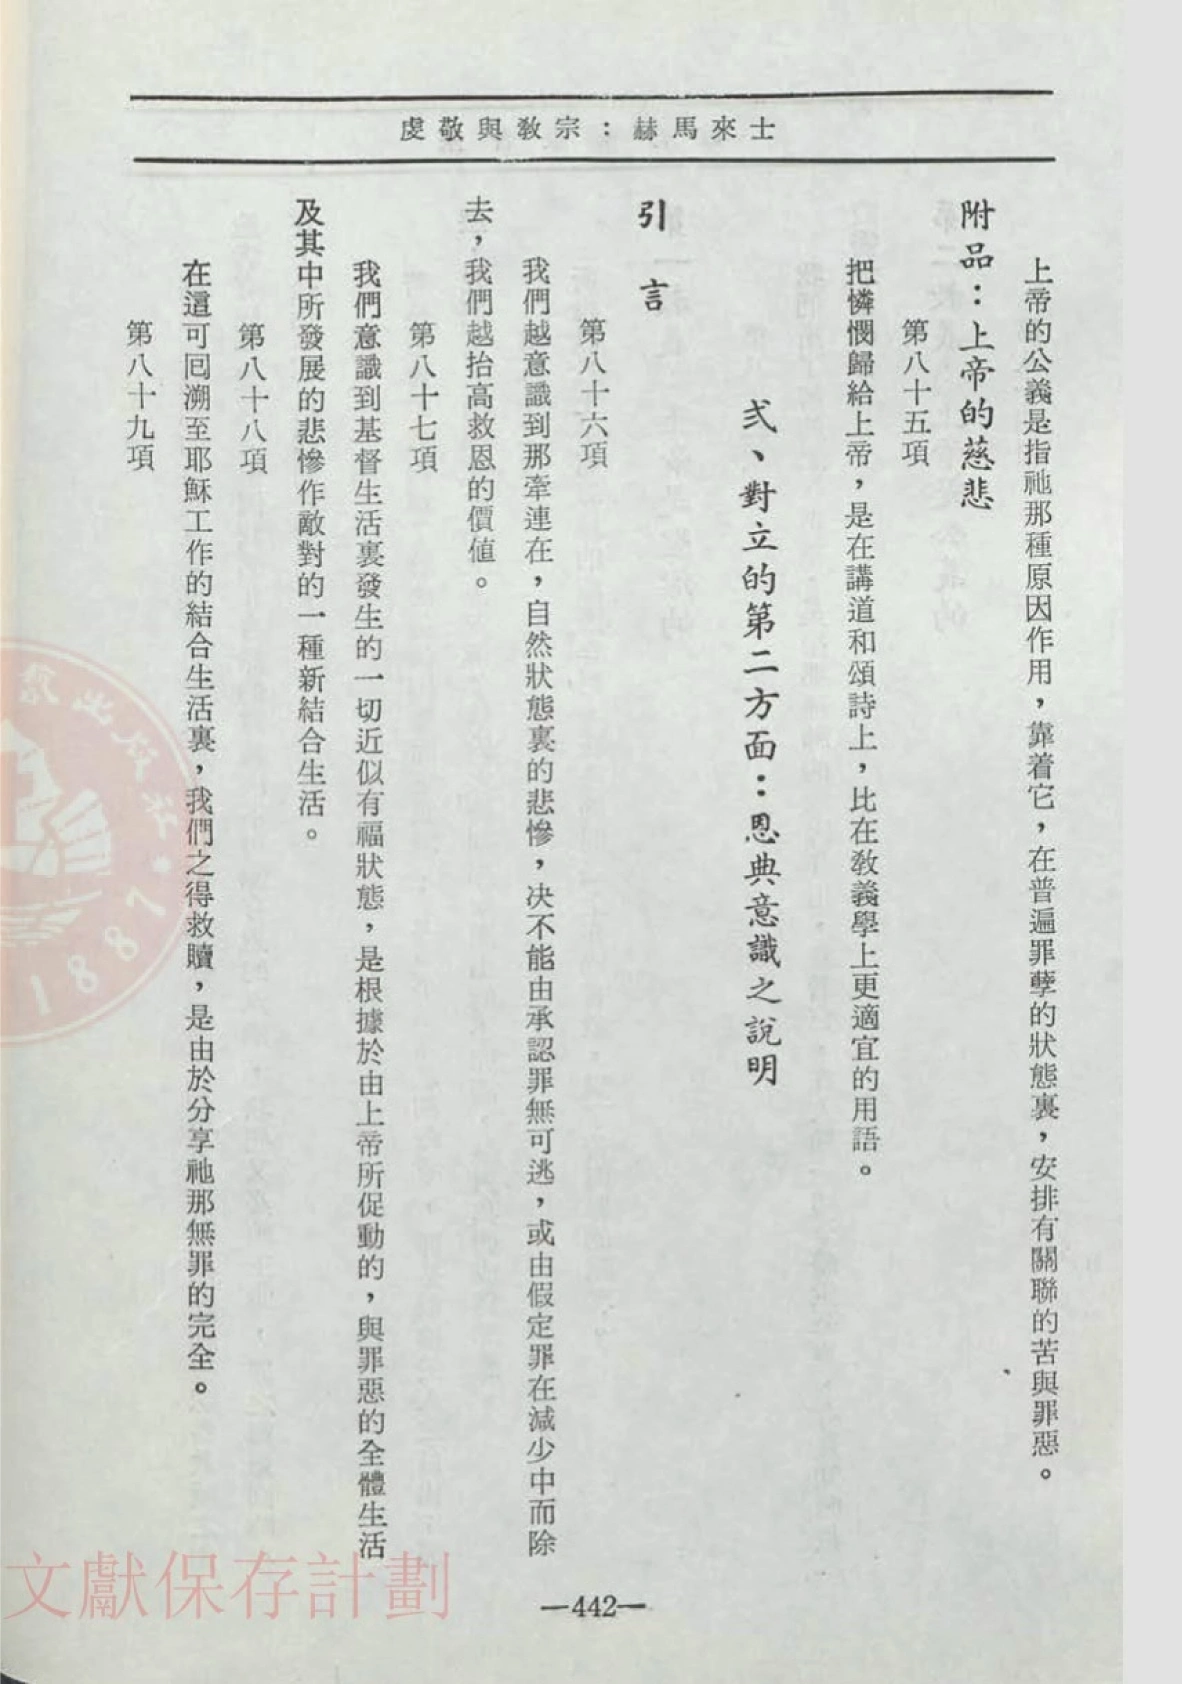 士來馬赫:宗教與敬虔
上帝的公義是指祂那種原因作用,靠着它,在普遍罪孽的狀態裏,安排有關聯的苦與罪惡。
附品:上帝的慈悲
第八十五項
把憐憫歸給上帝,是在講道和頌詩上,比在教義學上更適宜的用語。
弍、對立的第二方面:恩典意識之說明
引言
第八十六項
我們越意識到那牽連在,自然狀態裏的悲慘,決不能由承認罪無可逃,或由假定罪在減少中而除
去,我們越抬高救恩的價值。
第八十七項
我們意識到基督生活裏發生的一切近似有福狀態,是根據於由上帝所促動的,與罪惡的全體生活
及其中所發展的悲慘作敵對的一種新結合生活。
第八十八項
在這可囘溯至耶穌工作的結合生活裏,我們之得救贖,是由於分享祂那無罪的完全。
第八十九項
—442—
文獻保存計劃
1887